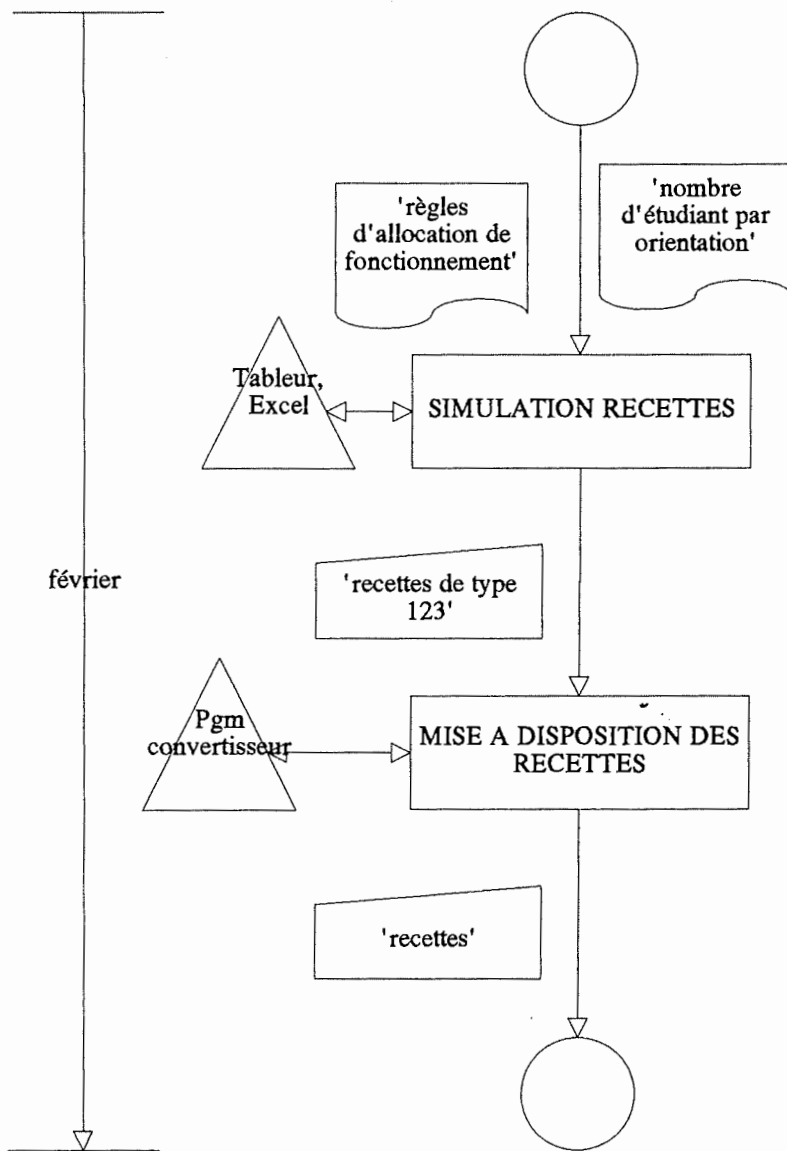 'règles
d'allocation de
fonctionnement'
'nombre
d'étudiant par
orientation'
Tableur,
Excel
SIMULATION RECETTES
'recettes de type
123'
février
Pgm
convertisseur
MISE A DISPOSITION DES
RECETTES
'recettes'